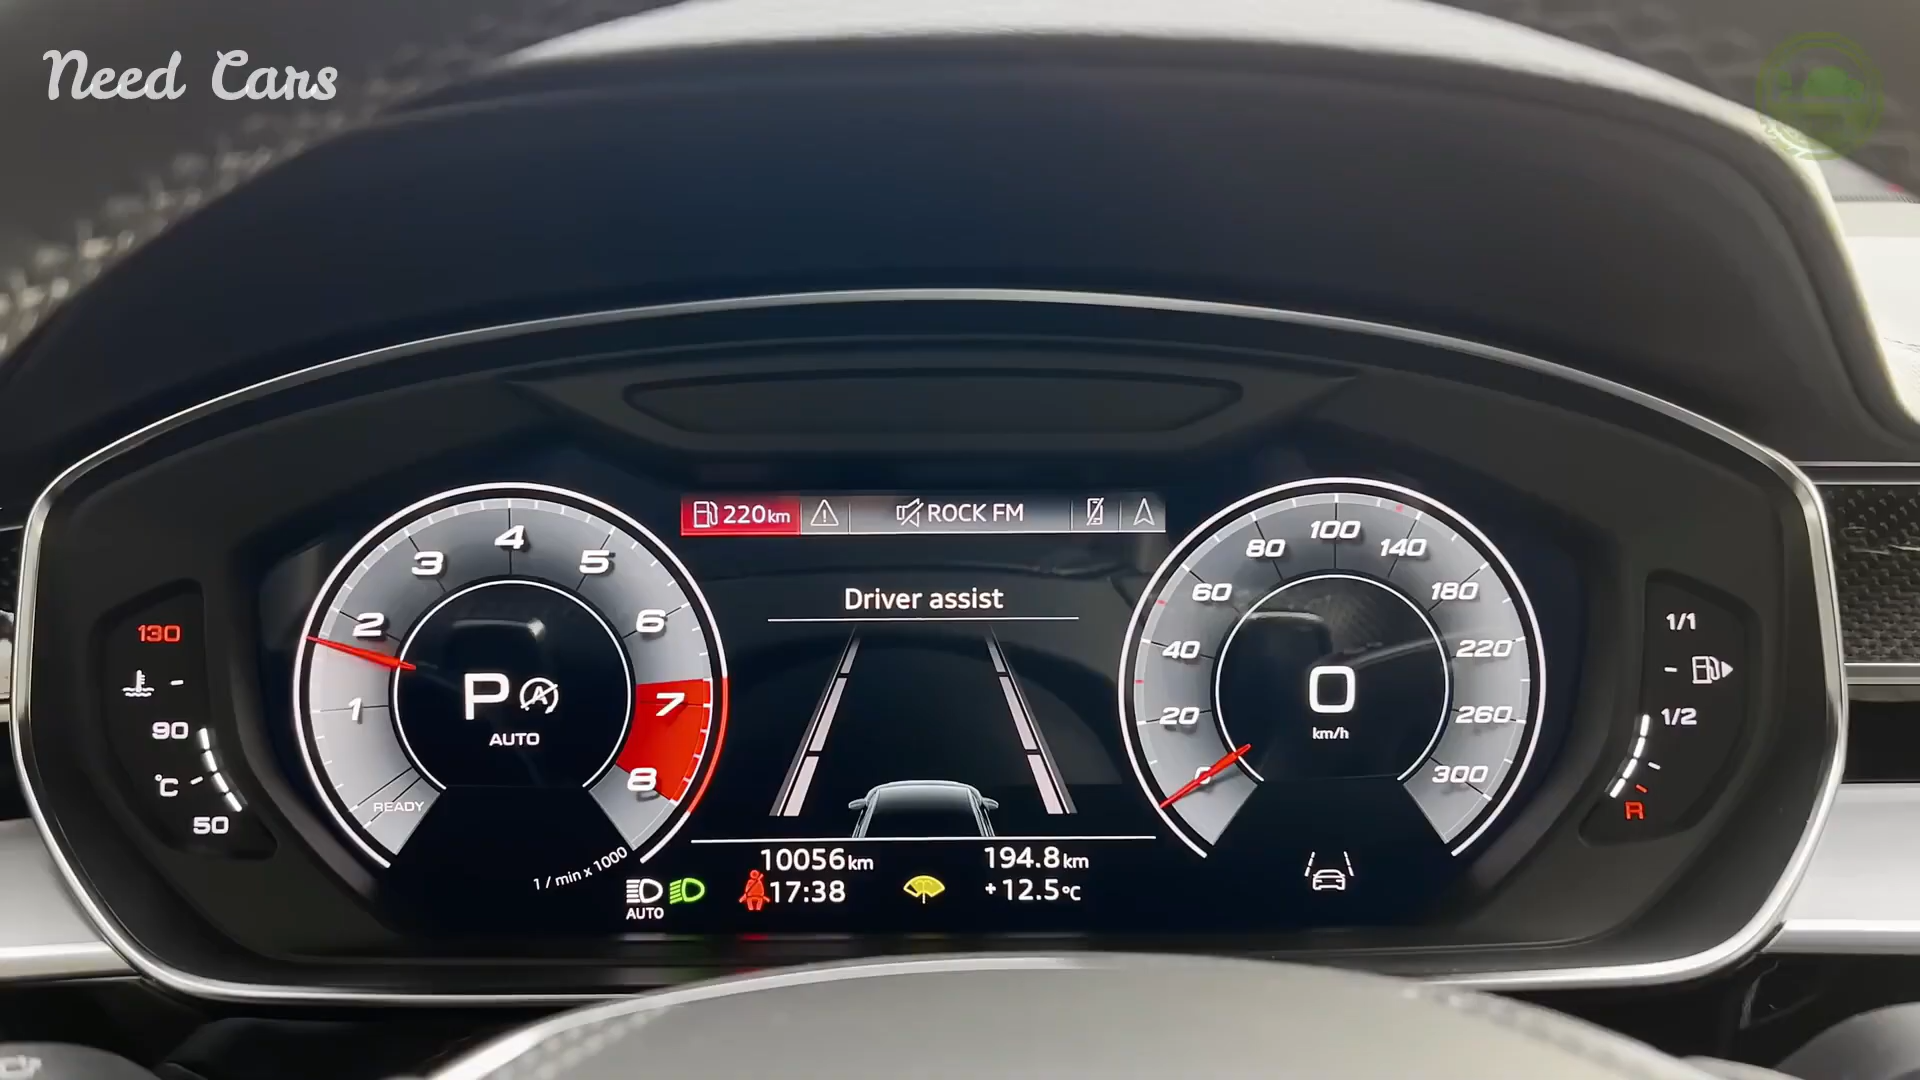 Need Cars
220km
ROCK FM
Driver assist
130
90
°C
50
1
2
3
4
5
6
7
8
READY
P
A
AUTO
1 / min x 1000
0
20
40
60
80
100
140
180
220
260
300
0
km/h
1/1
1/2
R
10056km
194.8km
AUTO
17:38
+12.5°C